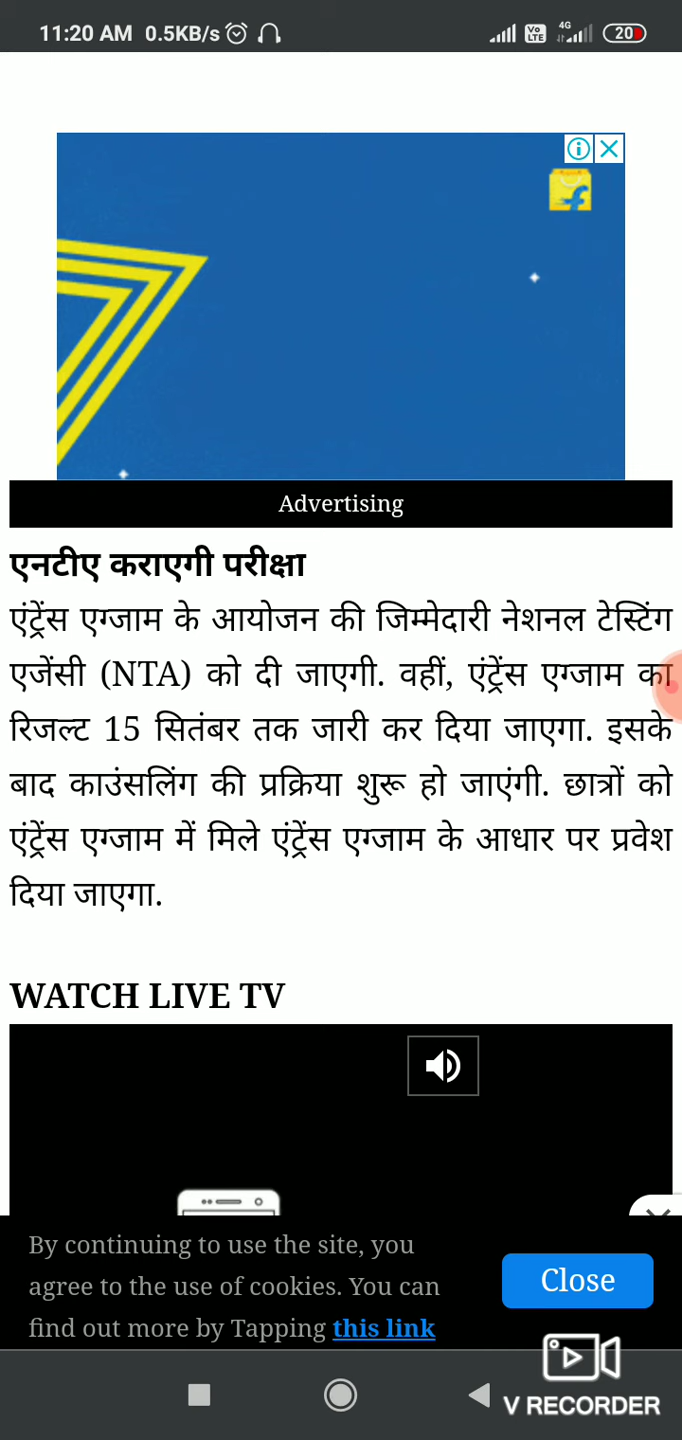 11:20 AM 0.5KB/s
Vo LTE 4G 20
Advertising
एनटीए कराएगी परीक्षा
एंट्रेंस एग्जाम के आयोजन की जिम्मेदारी नेशनल टेस्टिंग
एजेंसी (NTA) को दी जाएगी. वहीं, एंट्रेंस एग्जाम का
रिजल्ट 15 सितंबर तक जारी कर दिया जाएगा. इसके
बाद काउंसलिंग की प्रक्रिया शुरू हो जाएंगी. छात्रों को
एंट्रेंस एग्जाम में मिले एंट्रेंस एग्जाम के आधार पर प्रवेश
दिया जाएगा.
WATCH LIVE TV
By continuing to use the site, you
agree to the use of cookies. You can
find out more by Tapping this link
Close
V RECORDER